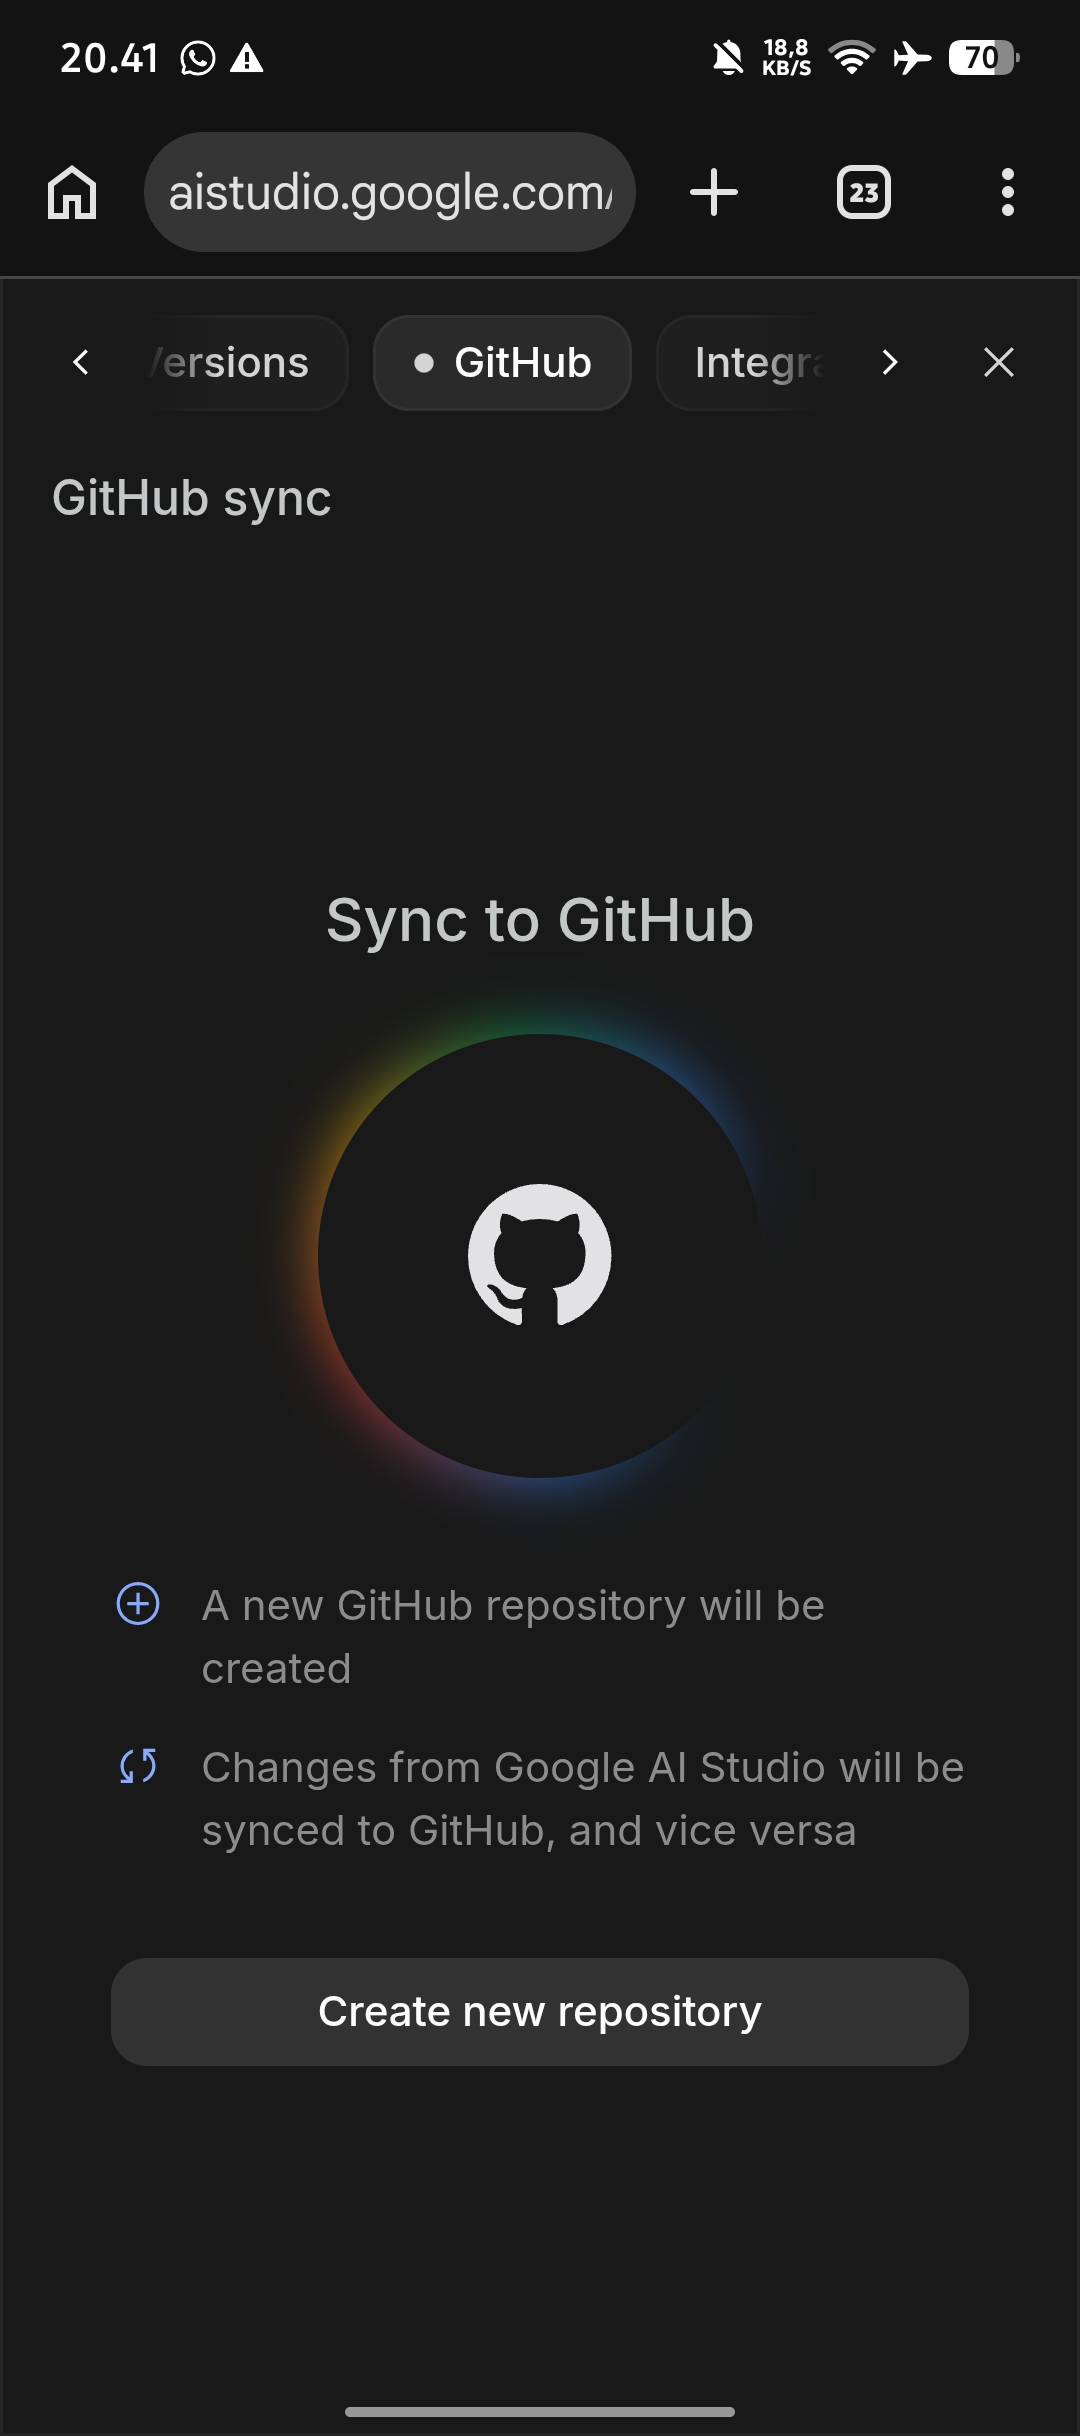 20.41
18,8
KB/S
70
aistudio.google.com/
23
Versions
GitHub
Integra
GitHub sync
Sync to GitHub
A new GitHub repository will be
created
Changes from Google AI Studio will be
synced to GitHub, and vice versa
Create new repository